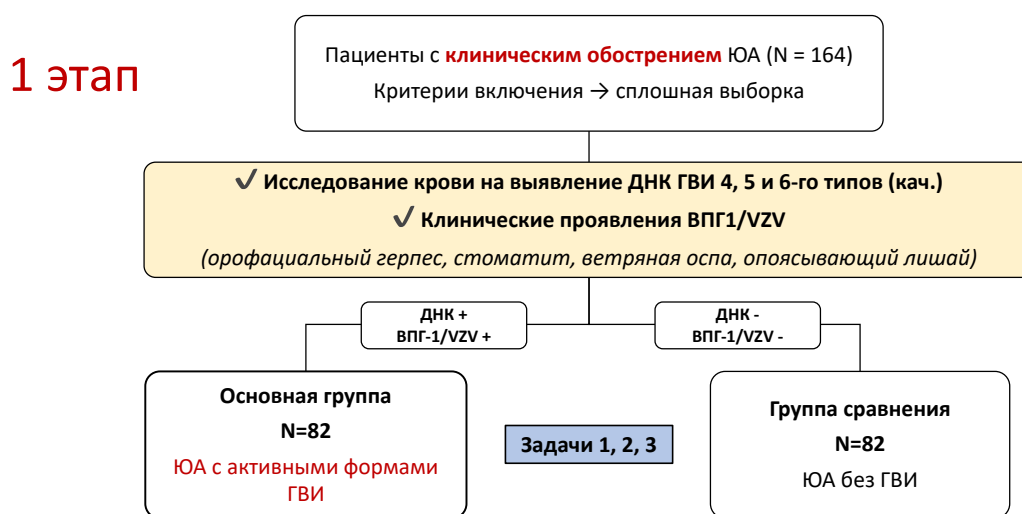 1 этап
Пациенты с клиническим обострением ЮА (N = 164)
Критерии включения → сплошная выборка
✓ Исследование крови на выявление ДНК ГВИ 4, 5 и 6-го типов (кач.)
✓ Клинические проявления ВПГ1/VZV
(орофациальный герпес, стоматит, ветряная оспа, опоясывающий лишай)
ДНК +
ВПГ-1/VZV +
ДНК -
ВПГ-1/VZV -
Основная группа
N=82
ЮА с активными формами
ГВИ
Задачи 1, 2, 3
Группа сравнения
N=82
ЮА без ГВИ